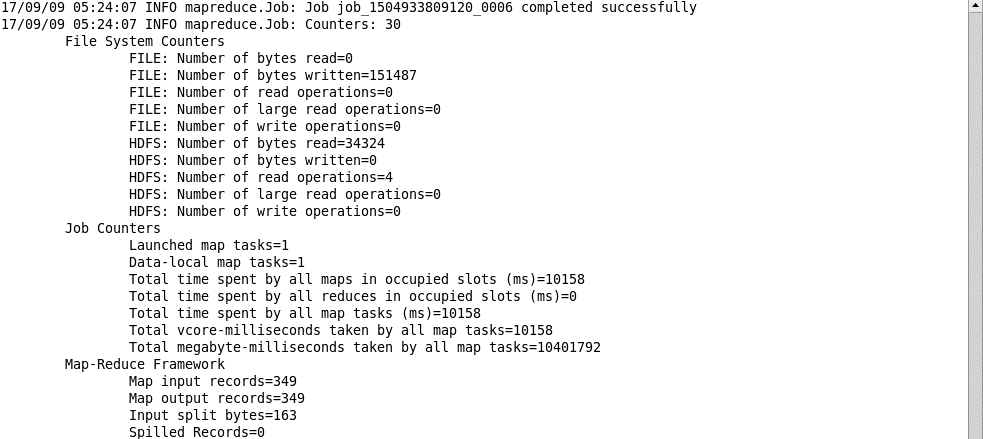 17/09/09 05:24:07 INFO mapreduce.Job: Job job_1504933809120_0006 completed successfully
17/09/09 05:24:07 INFO mapreduce.Job: Counters: 30
File System Counters
FILE: Number of bytes read=0
FILE: Number of bytes written=151487
FILE: Number of read operations=0
FILE: Number of large read operations=0
FILE: Number of write operations=0
HDFS: Number of bytes read=34324
HDFS: Number of bytes written=0
HDFS: Number of read operations=4
HDFS: Number of large read operations=0
HDFS: Number of write operations=0
Job Counters
Launched map tasks=1
Data-local map tasks=1
Total time spent by all maps in occupied slots (ms)=10158
Total time spent by all reduces in occupied slots (ms)=0
Total time spent by all map tasks (ms)=10158
Total vcore-milliseconds taken by all map tasks=10158
Total megabyte-milliseconds taken by all map tasks=10401792
Map-Reduce Framework
Map input records=349
Map output records=349
Input split bytes=163
Spilled Records=0